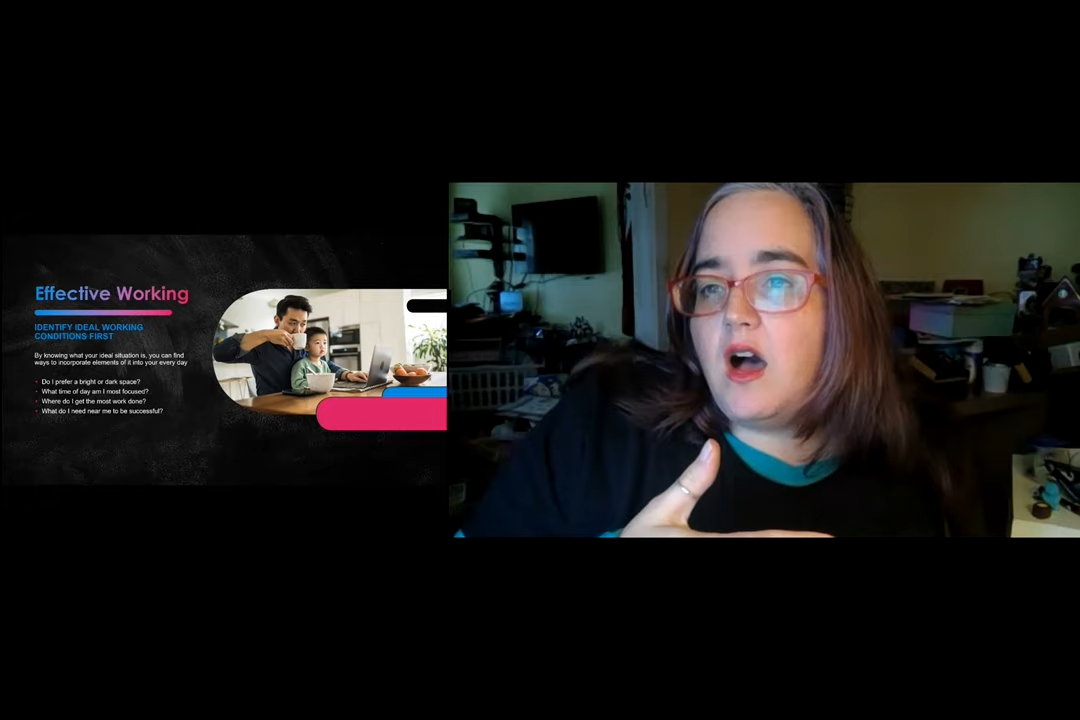 Effective Working
IDENTIFY IDEAL WORKING
CONDITIONS FIRST
By knowing what your ideal situation is, you can find
ways to incorporate elements of it into your every day
Do I prefer a bright or dark space?
What time of day am I most focused?
Where do I get the most work done?
What do I need near me to be successful?